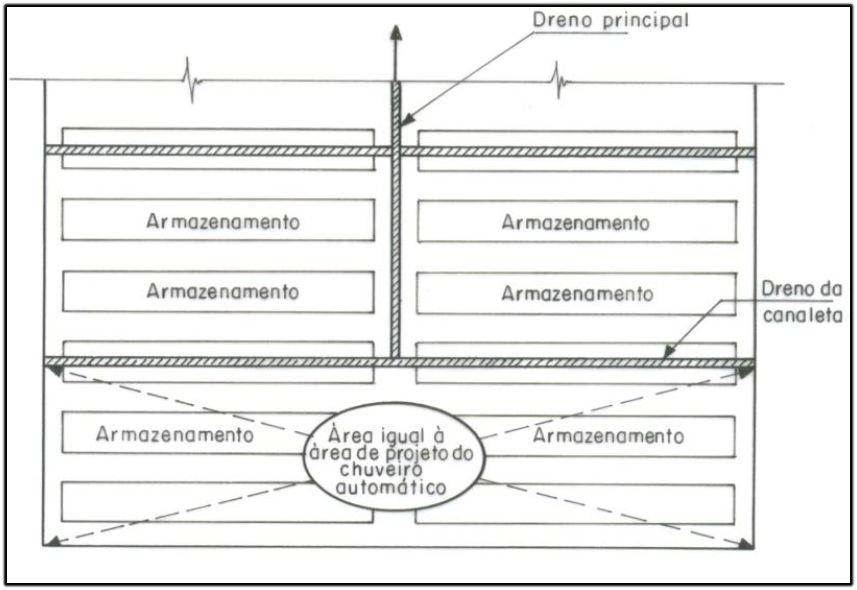 Dreno principal
Armazenamento
Armazenamento
Armazenamento
Armazenamento
Dreno da
canaleta
Armazenamento
Armazenamento
Área igual à
área de projeto do
chuveiro
automático